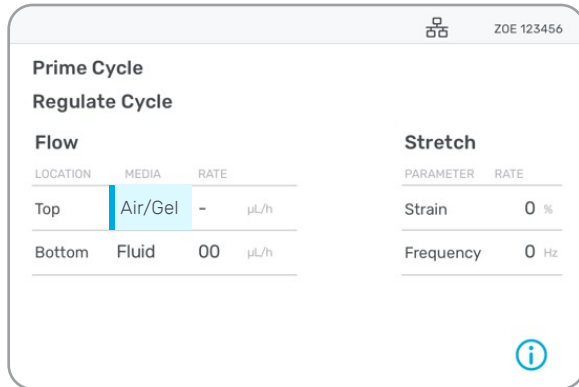 ZOE 123456
Prime Cycle
Regulate Cycle
Flow
LOCATION MEDIA RATE
Top Air/Gel - µL/h
Bottom Fluid 00 µL/h
Stretch
PARAMETER RATE
Strain 0 %
Frequency 0 Hz
i